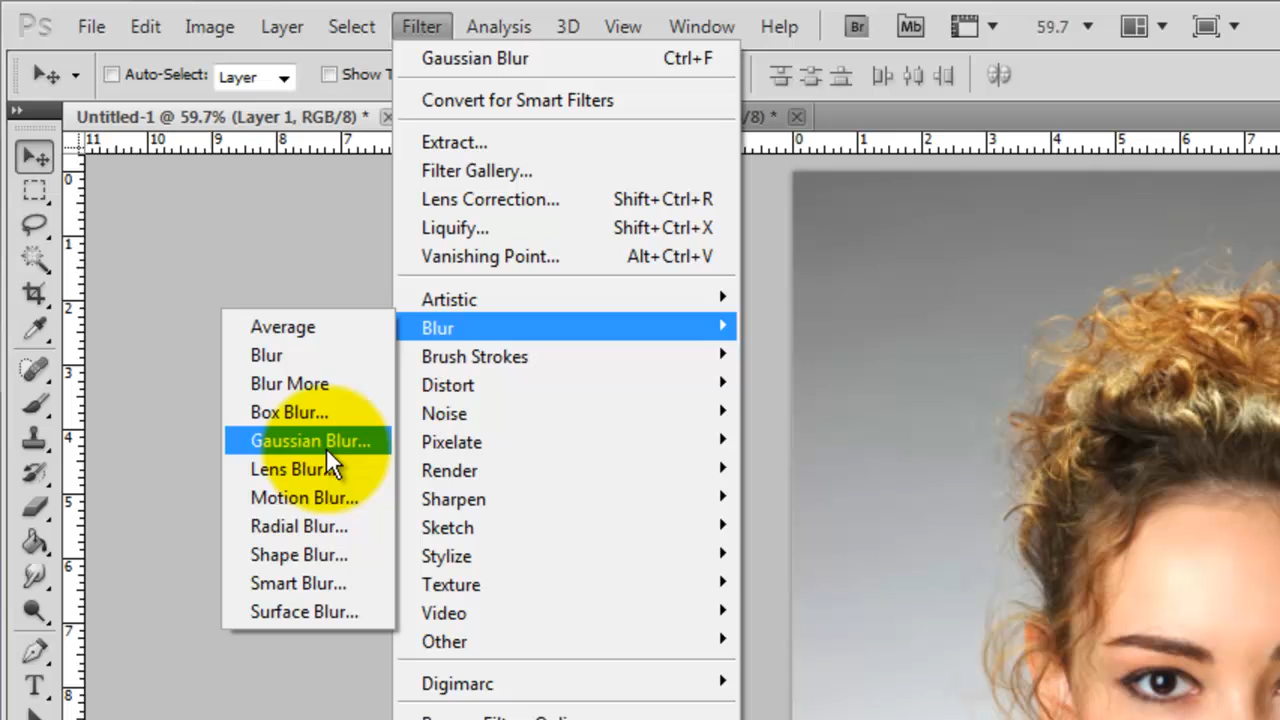 Ps File Edit Image Layer Select Filter Analysis 3D View Window Help Br Mb 59.7
Auto-Select: Layer Show T
Untitled-1 @ 59.7% (Layer 1, RGB/8) * /8) *
11 10 9 8 7 0 1 2 3 4 5 6 7
0
1
2
3
4
5
6
7
8
Gaussian Blur Ctrl+F
Convert for Smart Filters
Extract...
Filter Gallery...
Lens Correction... Shift+Ctrl+R
Liquify... Shift+Ctrl+X
Vanishing Point... Alt+Ctrl+V
Artistic
Blur
Brush Strokes
Distort
Noise
Pixelate
Render
Sharpen
Sketch
Stylize
Texture
Video
Other
Digimarc
Average
Blur
Blur More
Box Blur...
Gaussian Blur...
Lens Blur...
Motion Blur...
Radial Blur...
Shape Blur...
Smart Blur...
Surface Blur...